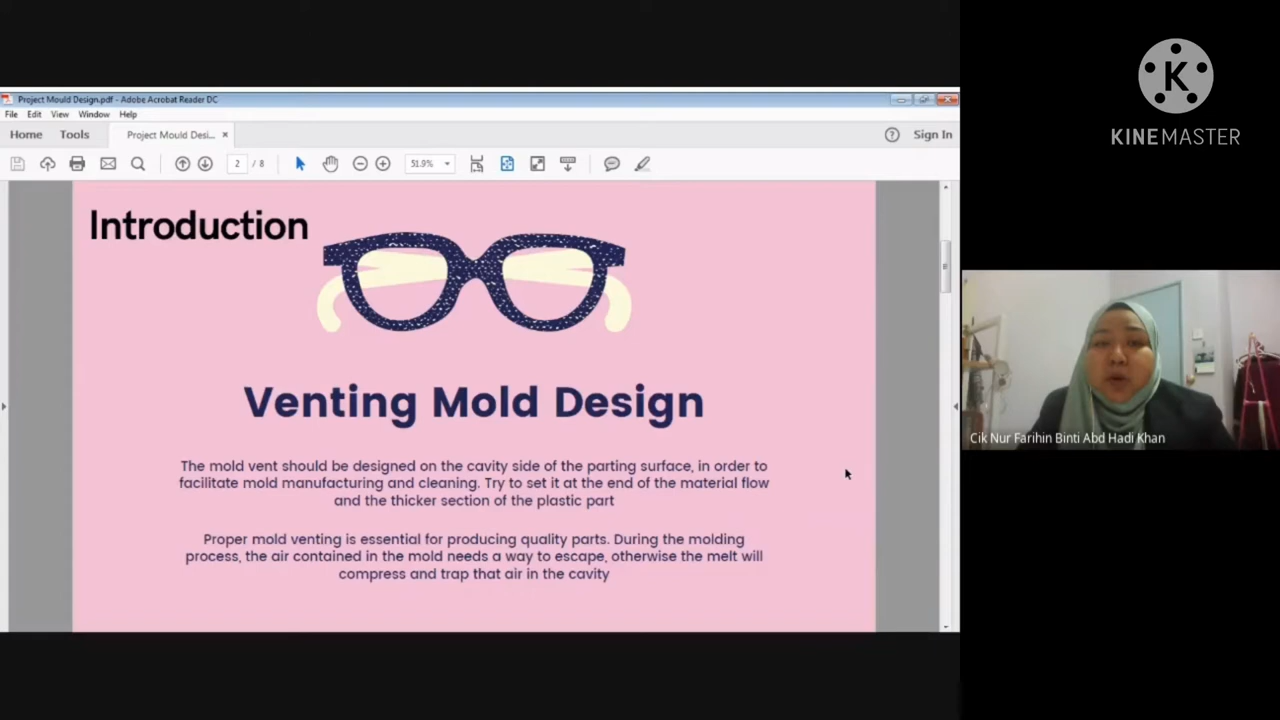 Project Mould Design.pdf - Adobe Acrobat Reader DC
File Edit View Window Help
Home Tools Project Mould Desi... × Sign In
2 / 8 51.9%
Introduction
Venting Mold Design
The mold vent should be designed on the cavity side of the parting surface, in order to
facilitate mold manufacturing and cleaning. Try to set it at the end of the material flow
and the thicker section of the plastic part
Proper mold venting is essential for producing quality parts. During the molding
process, the air contained in the mold needs a way to escape, otherwise the melt will
compress and trap that air in the cavity
K
KINEMASTER
Cik Nur Farihin Binti Abd Hadi Khan